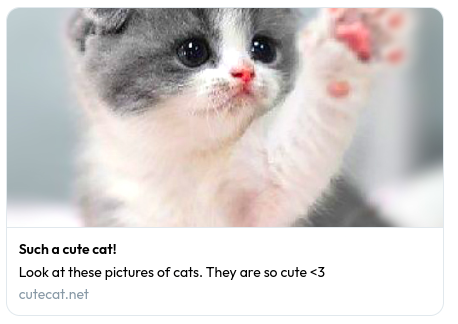 Such a cute cat!
Look at these pictures of cats. They are so cute <3
cutecat.net